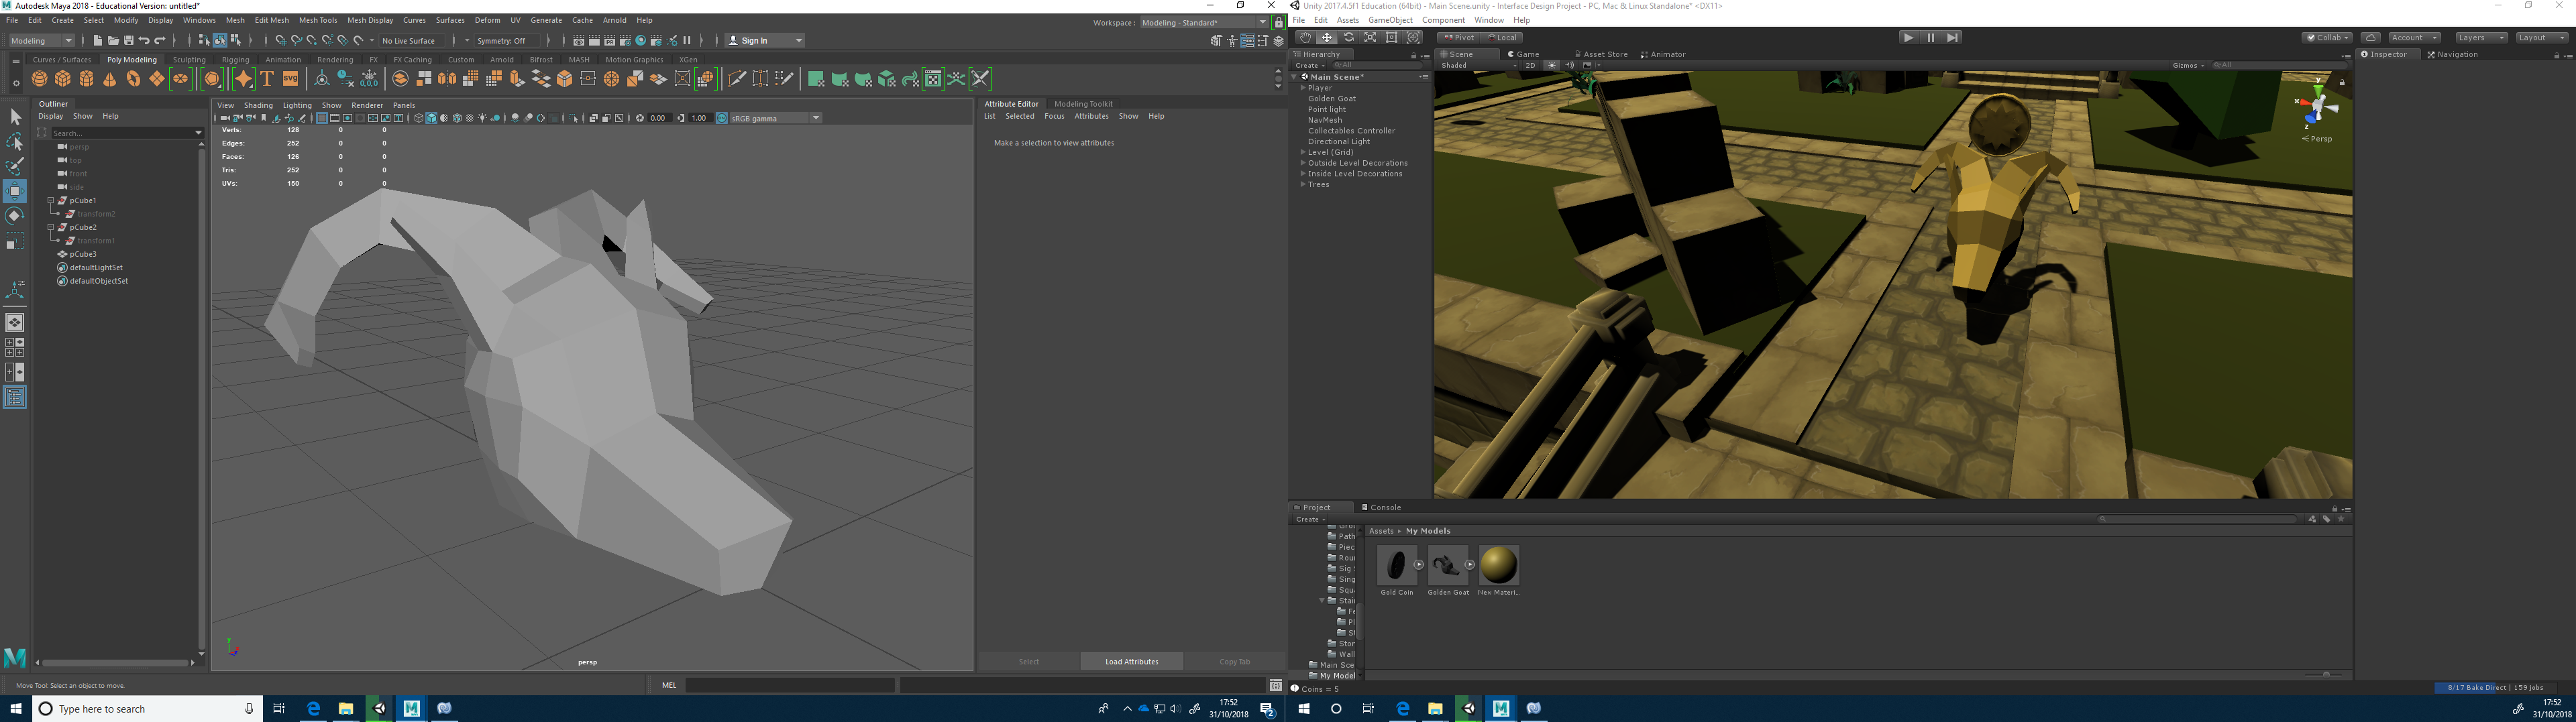 Autodesk Maya 2018 - Educational Version: untitled*
File Edit Create Select Modify Display Windows Mesh Edit Mesh Mesh Tools Mesh Display Curves Surfaces Deform UV Generate Cache Arnold Help
Workspace : Modeling - Standard*
Modeling
No Live Surface
Symmetry: Off
Sign In
Curves / Surfaces Poly Modeling Sculpting Rigging Animation Rendering FX FX Caching Custom Arnold Bifrost MASH Motion Graphics XGen
Outliner
Display Show Help
Search...
persp
top
front
side
pCube1
transform2
pCube2
transform1
pCube3
defaultLightSet
defaultObjectSet
View Shading Lighting Show Renderer Panels
0.00 1.00 sRGB gamma
Verts: 128 0 0
Edges: 252 0 0
Faces: 126 0 0
Tris: 252 0 0
UVs: 150 0 0
persp
Attribute Editor Modeling Toolkit
List Selected Focus Attributes Show Help
Make a selection to view attributes
Select Load Attributes Copy Tab
Move Tool: Select an object to move.
MEL
Type here to search
17:52
31/10/2018
Unity 2017.4.5f1 Education (64bit) - Main Scene.unity - Interface Design Project - PC, Mac & Linux Standalone* <DX11>
File Edit Assets GameObject Component Window Help
Pivot Local
Collab Account Layers Layout
Hierarchy
Create All
Main Scene*
Player
Golden Goat
Point light
NavMesh
Collectables Controller
Directional Light
Level (Grid)
Outside Level Decorations
Inside Level Decorations
Trees
Scene Game Asset Store Animator
Shaded 2D Gizmos All
y
x
z
Persp
Inspector Navigation
Project Console
Create
Path
Piec
Rou
Sig
Sing
Squ
Stai
Stor
Wall
Main Sce
My Model
Assets My Models
Gold Coin Golden Goat New Materi...
Coins = 5
8/17 Bake Direct | 159 jobs
17:52
31/10/2018